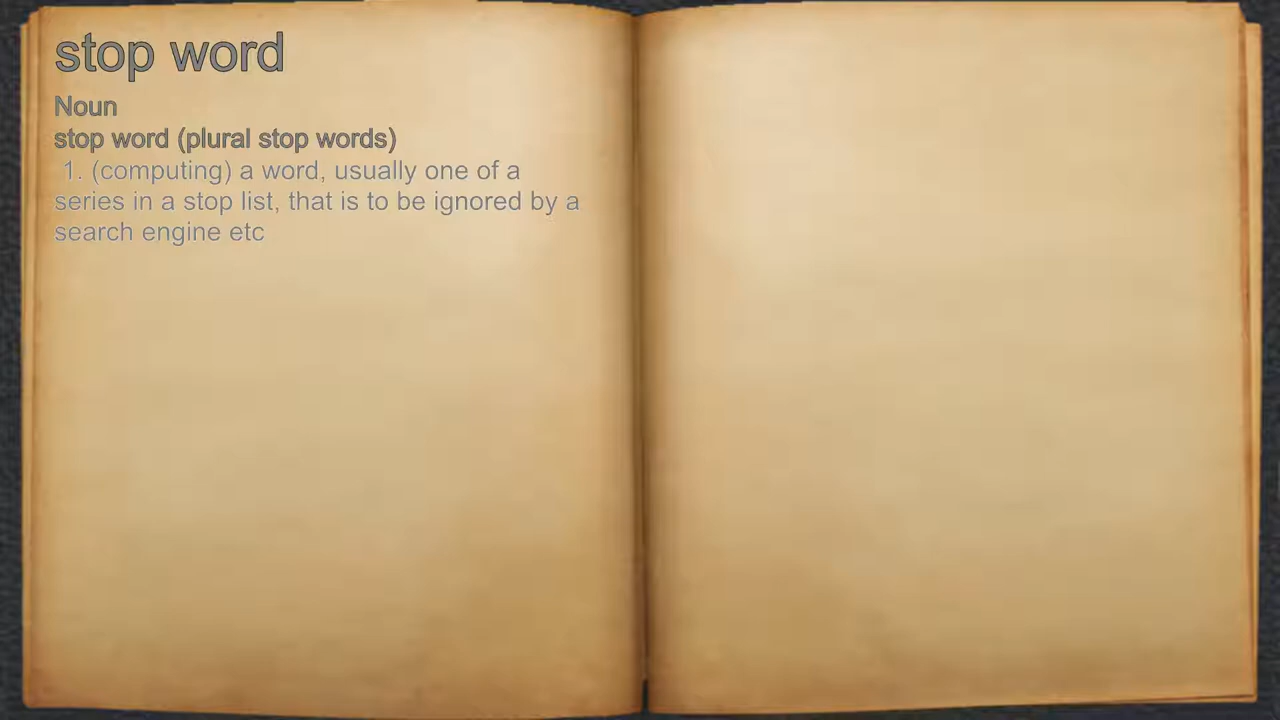 stop word
Noun
stop word (plural stop words)
1. (computing) a word, usually one of a
series in a stop list, that is to be ignored by a
search engine etc